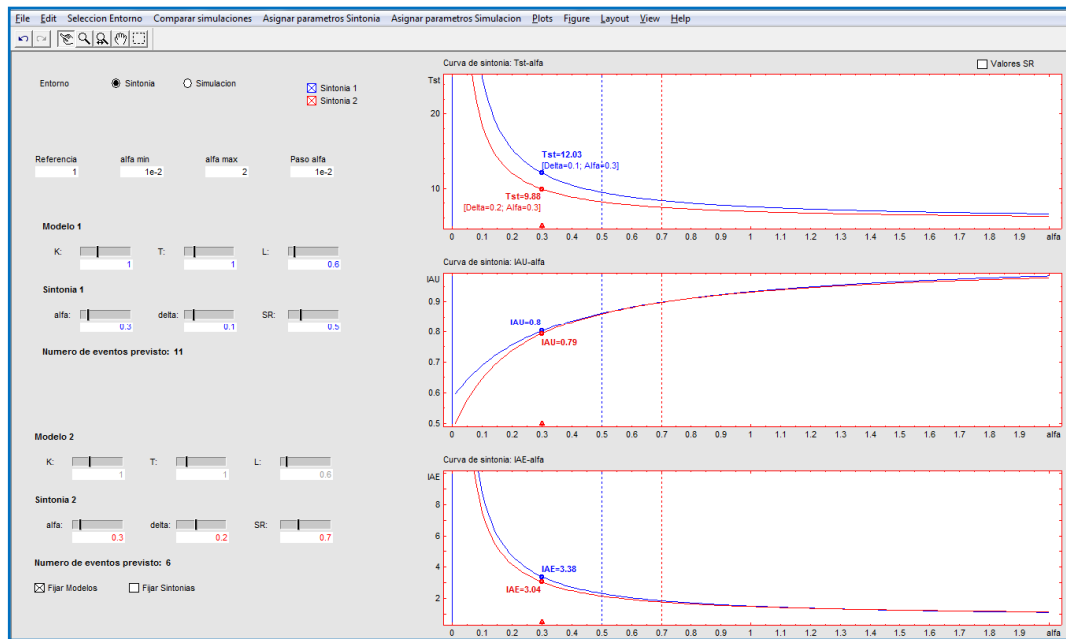 File Edit Seleccion Entorno Comparar simulaciones Asignar parametros Sintonia Asignar parametros Simulacion Plots Figure Layout View Help
Entorno Sintonia Simulacion
Sintonia 1
Sintonia 2
Referencia alfa min alfa max Paso alfa
1 1e-2 2 1e-2
Modelo 1
K: T: L:
1 1 0.6
Sintonia 1
alfa: delta: SR:
0.3 0.1 0.5
Numero de eventos previsto: 11
Modelo 2
K: T: L:
1 1 0.6
Sintonia 2
alfa: delta: SR:
0.3 0.2 0.7
Numero de eventos previsto: 6
Fijar Modelos Fijar Sintonias
Curva de sintonia: Tst-alfa
Valores SR
Tst
20
10
Tst=12.03
[Delta=0.1; Alfa=0.3]
Tst=9.88
[Delta=0.2; Alfa=0.3]
0 0.1 0.2 0.3 0.4 0.5 0.6 0.7 0.8 0.9 1 1.1 1.2 1.3 1.4 1.5 1.6 1.7 1.8 1.9 alfa
Curva de sintonia: IAU-alfa
IAU
0.9
0.8
0.7
0.6
0.5
IAU=0.8
IAU=0.79
0 0.1 0.2 0.3 0.4 0.5 0.6 0.7 0.8 0.9 1 1.1 1.2 1.3 1.4 1.5 1.6 1.7 1.8 1.9 alfa
Curva de sintonia: IAE-alfa
IAE
8
6
4
2
IAE=3.38
IAE=3.04
0 0.1 0.2 0.3 0.4 0.5 0.6 0.7 0.8 0.9 1 1.1 1.2 1.3 1.4 1.5 1.6 1.7 1.8 1.9 alfa